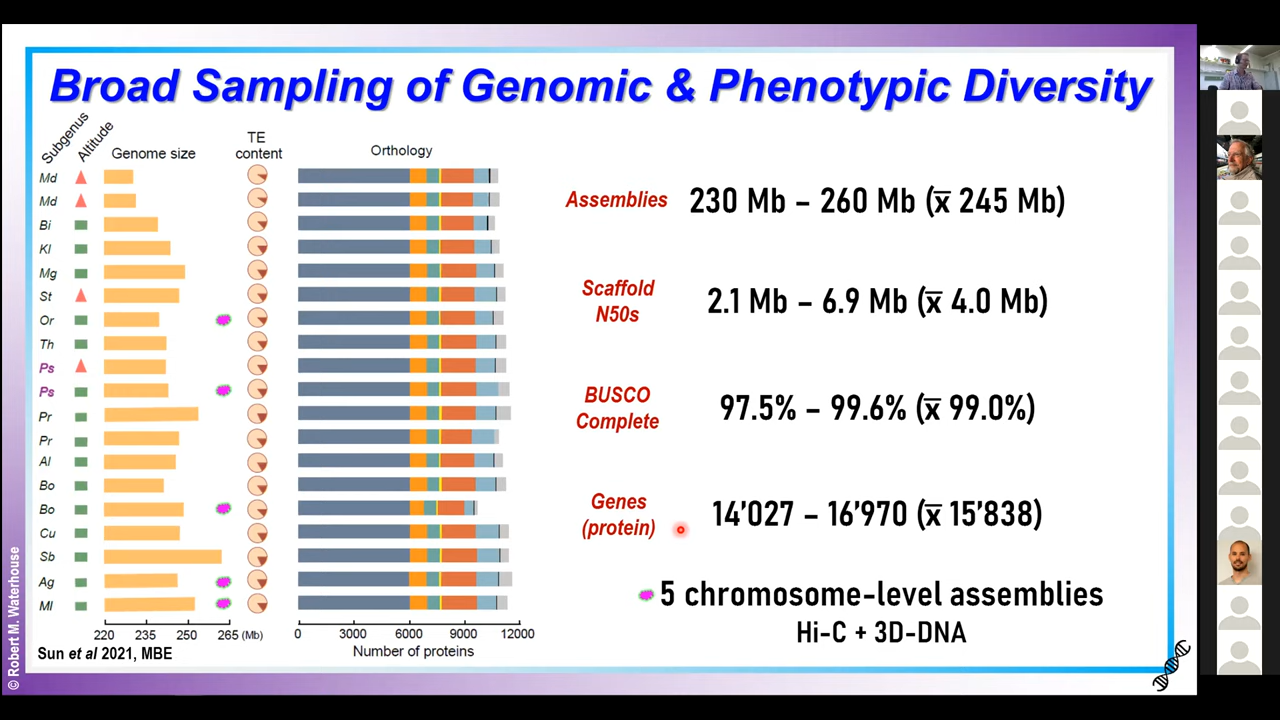 Broad Sampling of Genomic & Phenotypic Diversity
Subgenus
Altitude
Genome size
TE
content
Orthology
Md
Md
Bi
Kl
Mg
St
Or
Th
Ps
Ps
Pr
Pr
Al
Bo
Bo
Cu
Sb
Ag
Ml
220 235 250 265 (Mb)
0 3000 6000 9000 12000
Number of proteins
Sun et al 2021, MBE
© Robert M. Waterhouse
Assemblies 230 Mb – 260 Mb (x̅ 245 Mb)
Scaffold
N50s
2.1 Mb – 6.9 Mb (x̅ 4.0 Mb)
BUSCO
Complete
97.5% – 99.6% (x̅ 99.0%)
Genes
(protein)
14’027 – 16’970 (x̅ 15’838)
5 chromosome-level assemblies
Hi-C + 3D-DNA